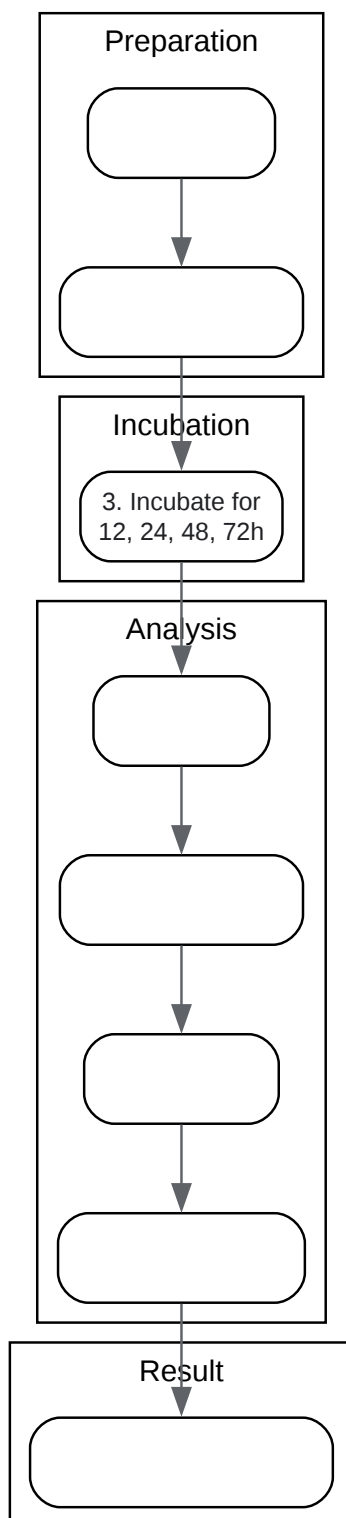 Preparation
Incubation
3. Incubate for
12, 24, 48, 72h
Analysis
Result